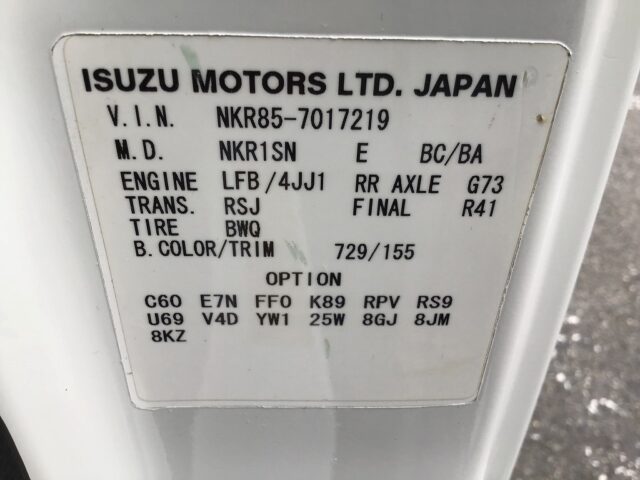 ISUZU MOTORS LTD. JAPAN
V.I.N. NKR85-7017219
M.D. NKR1SN E BC/BA
ENGINE LFB/4JJ1 RR AXLE G73
TRANS. RSJ FINAL R41
TIRE BWQ
B.COLOR/TRIM 729/155
OPTION
C60 E7N FF0 K89 RPV RS9
U69 V4D YW1 25W 8GJ 8JM
8KZ